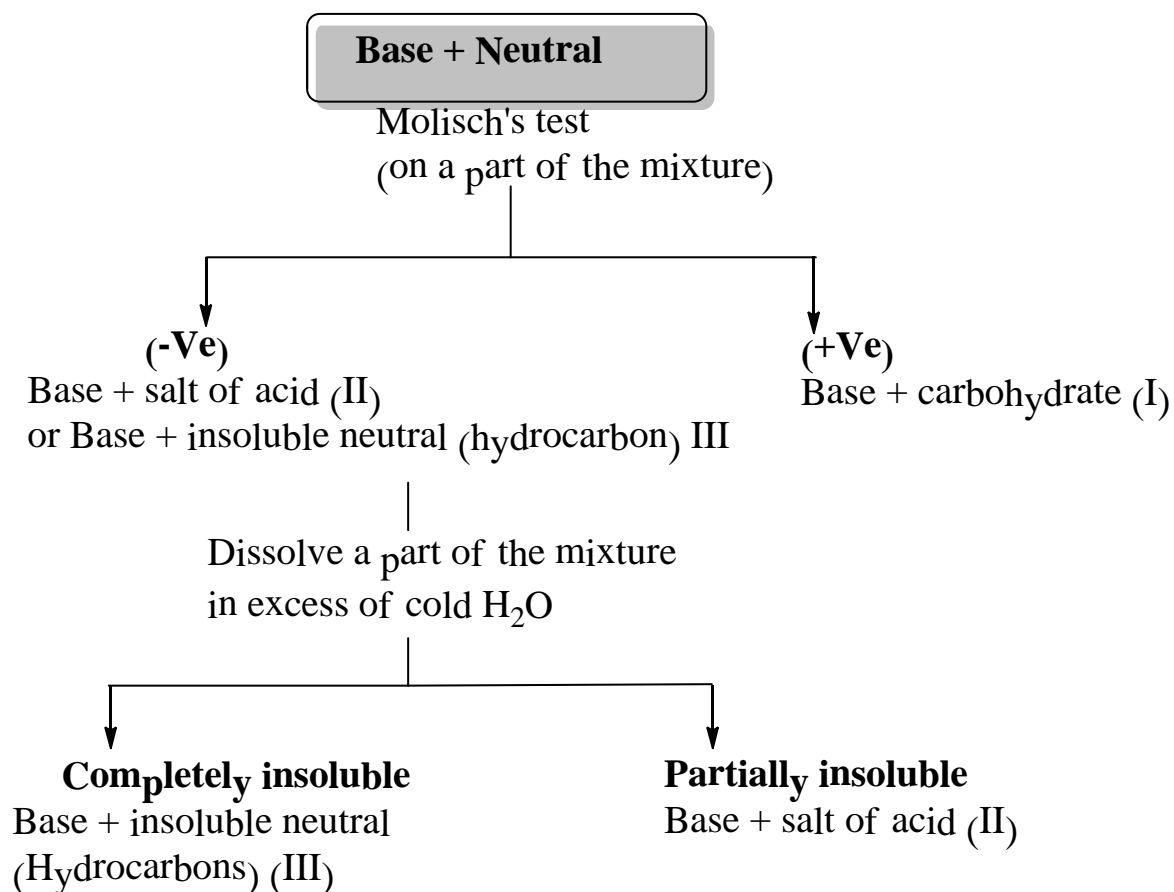 Base + Neutral
Molisch's test
(on a part of the mixture)
(-Ve)
Base + salt of acid (II)
or Base + insoluble neutral (hydrocarbon) III
(+Ve)
Base + carbohydrate (I)
Dissolve a part of the mixture
in excess of cold H₂O
Completely insoluble
Base + insoluble neutral
(Hydrocarbons) (III)
Partially insoluble
Base + salt of acid (II)